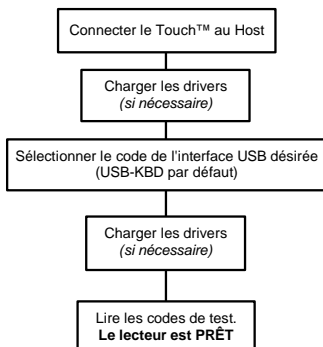 Connecter le Touch™ au Host
Charger les drivers
(si nécessaire)
Sélectionner le code de l'interface USB désirée
(USB-KBD par défaut)
Charger les drivers
(si nécessaire)
Lire les codes de test.
Le lecteur est PRÊT